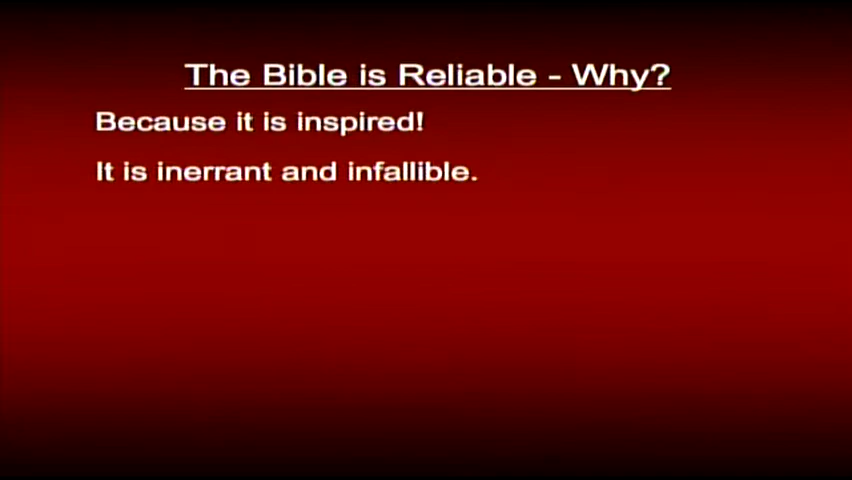 The Bible is Reliable - Why?
Because it is inspired!
It is inerrant and infallible.